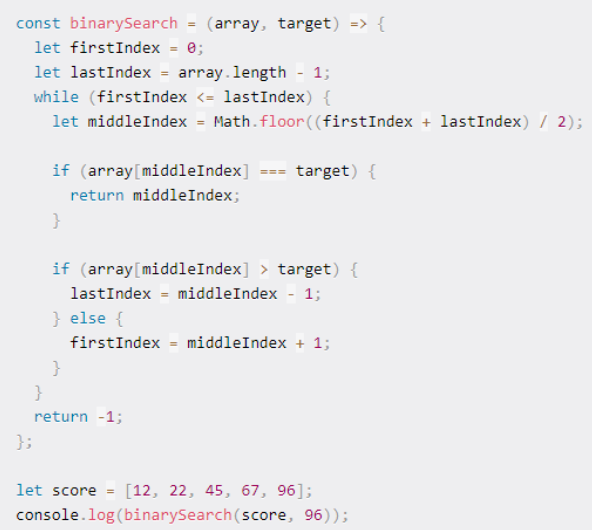 const binarySearch = (array, target) => {
  let firstIndex = 0;
  let lastIndex = array.length - 1;
  while (firstIndex <= lastIndex) {
    let middleIndex = Math.floor((firstIndex + lastIndex) / 2);

    if (array[middleIndex] === target) {
      return middleIndex;
    }

    if (array[middleIndex] > target) {
      lastIndex = middleIndex - 1;
    } else {
      firstIndex = middleIndex + 1;
    }
  }
  return -1;
};

let score = [12, 22, 45, 67, 96];
console.log(binarySearch(score, 96));